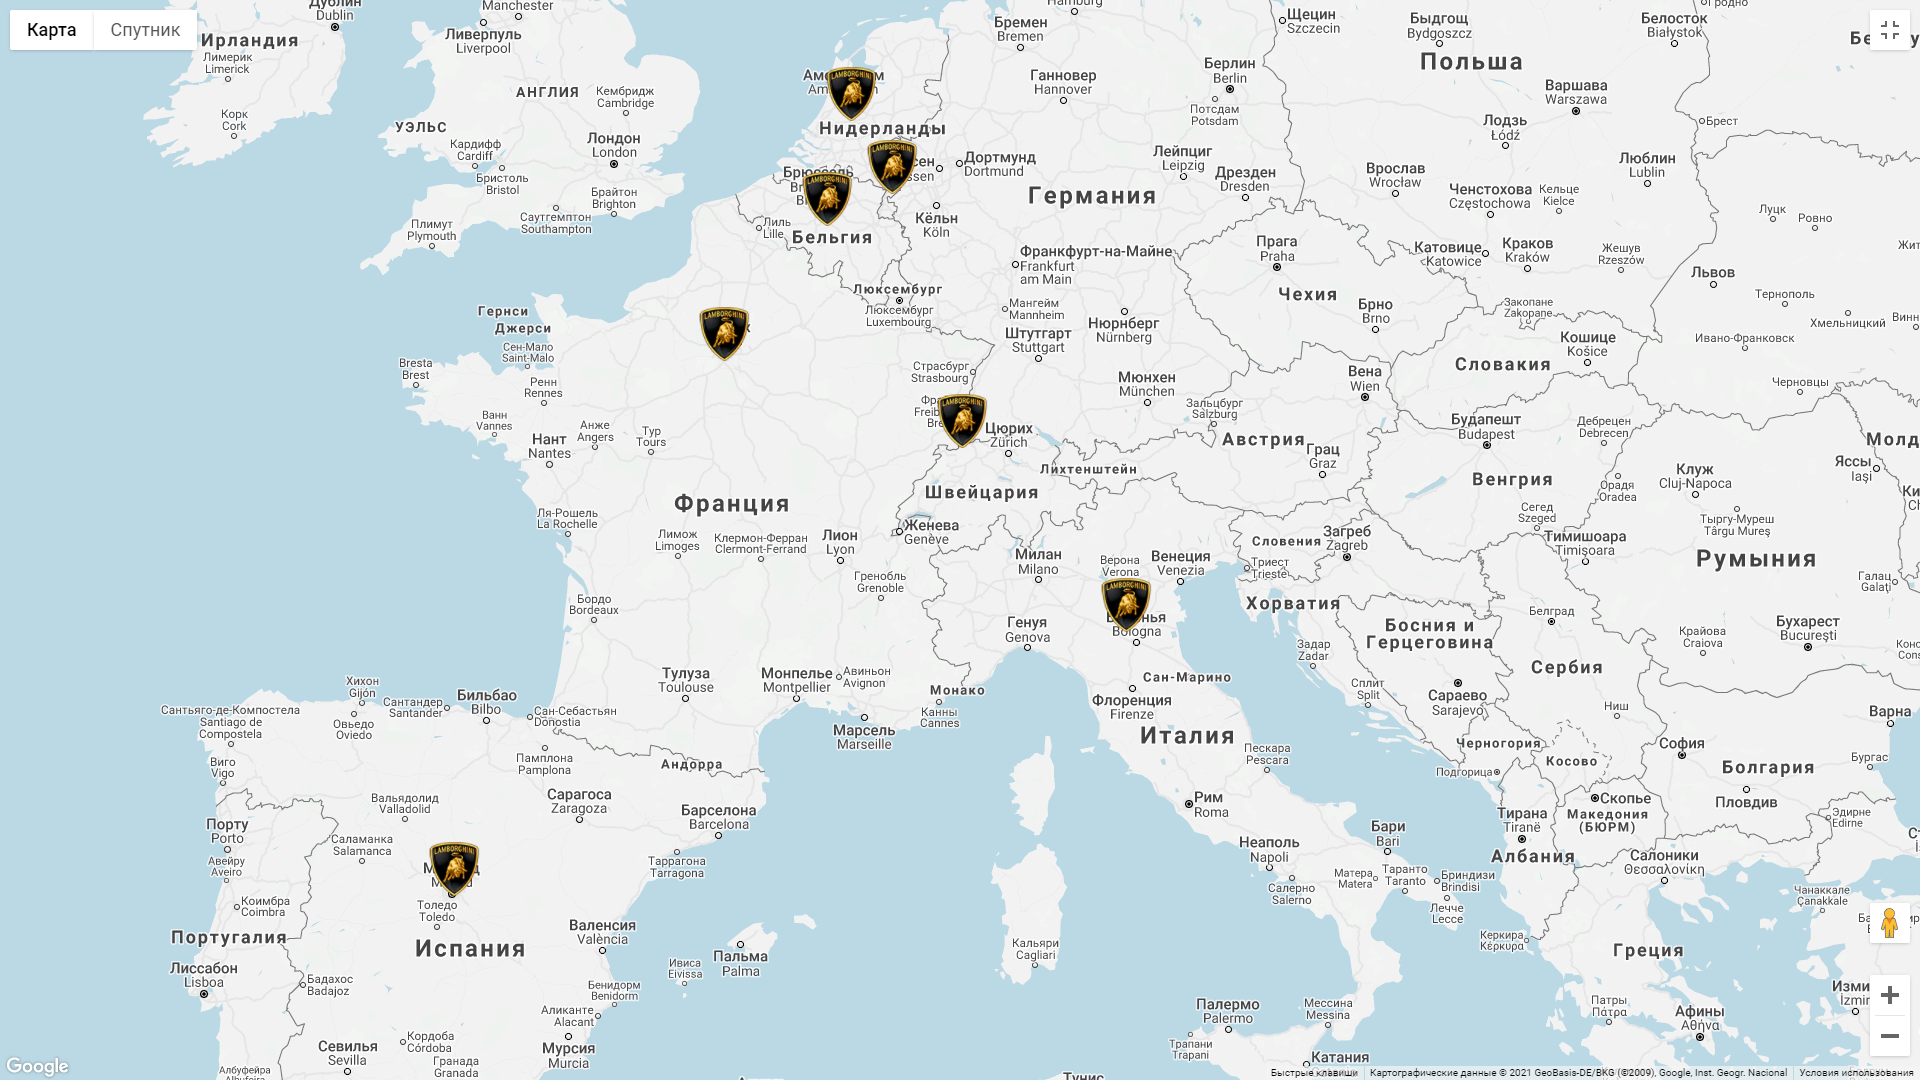 Карта
Спутник
Дублин
Dublin
Manchester
Hamburg
Ирландия
Ливерпуль
Liverpool
Бремен
Bremen
Щецин
Szczecin
Быдгощ
Bydgoszcz
Белосток
Białystok
Гродно
Лимерик
Limerick
АНГЛИЯ
Кембридж
Cambridge
Ганновер
Hannover
Берлин
Berlin
Польша
Варшава
Warszawa
Корк
Cork
УЭЛЬС
Нидерланды
Потсдам
Potsdam
Лодзь
Łódź
Брест
Лондон
London
Кардифф
Cardiff
Дортмунд
Dortmund
Лейпциг
Leipzig
Вроcлав
Wrocław
Люблин
Lublin
Бристоль
Bristol
Брюссель
Дрезден
Dresden
Германия
Ченстохова
Częstochowa
Кельце
Kielce
Брайтон
Brighton
Саутгемптон
Southampton
Плимут
Plymouth
Лиль
Lille
Кёльн
Köln
Луцк
Ровно
Бельгия
Франкфурт-на-Майне
Frankfurt
am Main
Прага
Praha
Катовице
Katowice
Краков
Kraków
Жешув
Rzeszów
Львов
Люксембург
Люксембург
Luxembourg
Чехия
Тернополь
Гернси
Джерси
Мангейм
Mannheim
Нюрнберг
Nürnberg
Брно
Brno
Закопане
Zakopane
Хмельницкий
Штутгарт
Stuttgart
Кошице
Košice
Ивано-Франковск
Сен-Мало
Saint-Malo
Bresta
Brest
Страсбург
Strasbourg
Словакия
Вена
Wien
Мюнхен
München
Ренн
Rennes
Черновцы
Зальцбург
Salzburg
Ванн
Vannes
Анже
Angers
Тур
Tours
Цюрих
Zürich
Будапешт
Budapest
Дебрецен
Debrecen
Нант
Nantes
Австрия
Грац
Graz
Лихтенштейн
Яссы
Iași
Клуж
Cluj-Napoca
Венгрия
Орадя
Oradea
Швейцария
Франция
Ля-Рошель
La Rochelle
Сегед
Szeged
Тыргу-Муреш
Târgu Mureș
Женева
Genève
Лимож
Limoges
Клермон-Ферран
Clermont-Ferrand
Лион
Lyon
Загреб
Zagreb
Словения
Тимишоара
Timișoara
Милан
Milano
Верона
Verona
Венеция
Venezia
Триест
Trieste
Румыния
Гренобль
Grenoble
Галац
Galați
Бордо
Bordeaux
Хорватия
Белград
Генуя
Genova
Bologna
Босния и
Герцеговина
Крайова
Craiova
Бухарест
București
Задар
Zadar
Тулуза
Toulouse
Монпелье
Montpellier
Авиньон
Avignon
Монако
Сан-Марино
Сербия
Хихон
Gijón
Сантандер
Santander
Бильбао
Bilbo
Сплит
Split
Сараево
Sarajevo
Флоренция
Firenze
Канны
Cannes
Сантьяго-де-Компостела
Santiago de
Compostela
Овьедо
Oviedo
Сан-Себастьян
Donostia
Ниш
Варна
Марсель
Marseille
Италия
Пескара
Pescara
Черногория
София
Памплона
Pamplona
Андорра
Виго
Vigo
Косово
Подгорица
Болгария
Бургас
Сарагоса
Zaragoza
Вальядолид
Valladolid
Барселона
Barcelona
Рим
Roma
Скопье
Македония
(БЮРМ)
Пловдив
Тирана
Tiranë
Порту
Porto
Саламанка
Salamanca
Бари
Bari
Эдирне
Edirne
Неаполь
Napoli
Албания
Салоники
Θεσσαλονίκη
Авейру
Aveiro
Таррагона
Tarragona
Матера
Matera
Таранто
Taranto
Бриндизи
Brindisi
Салерно
Salerno
Чанаккале
Çanakkale
Коимбра
Coimbra
Толедо
Toledo
Лечче
Lecce
Португалия
Испания
Валенсия
València
Пальма
Palma
Кальяри
Cagliari
Керкира
Κέρκυρα
Греция
Лиссабон
Lisboa
Бадахос
Badajoz
Ивиса
Eivissa
Бенидорм
Benidorm
Аликанте
Alacant
Палермо
Palermo
Мессина
Messina
Патры
Πάτρα
Афины
Αθήνα
Севилья
Sevilla
Кордоба
Córdoba
Гранада
Granada
Мурсия
Murcia
Трапани
Trapani
Катания
Catania
Албуфейра
Тунис
Google
Быстрые клавиши
Картографические данные © 2021 GeoBasis-DE/BKG (©2009), Google, Inst. Geogr. Nacional
Условия использования
LAMBORGHINI
LAMBORGHINI
LAMBORGHINI
LAMBORGHINI
LAMBORGHINI
LAMBORGHINI
LAMBORGHINI